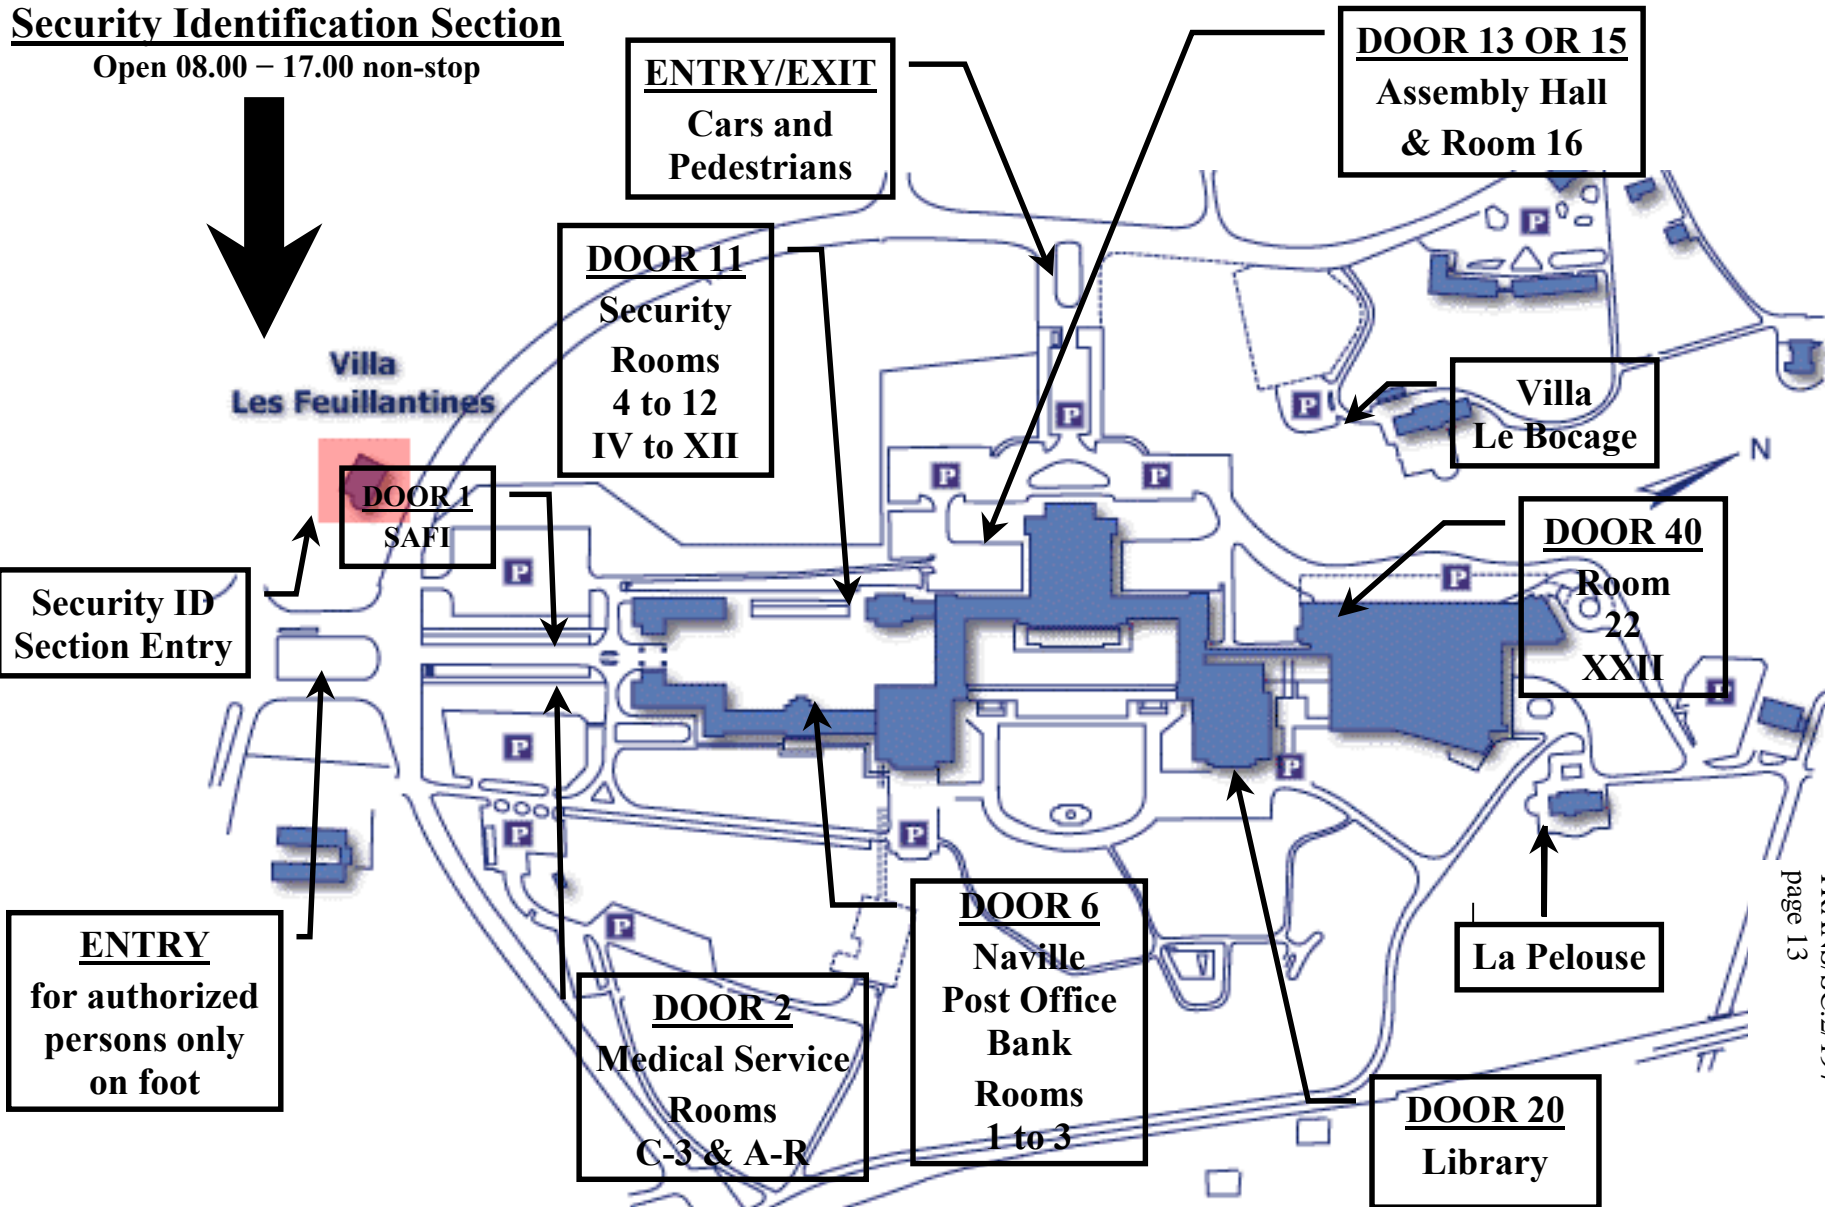 Security Identification Section
Open 08.00 – 17.00 non-stop
ENTRY/EXIT
Cars and
Pedestrians
DOOR 13 OR 15
Assembly Hall
& Room 16
DOOR 11
Security
Rooms
4 to 12
IV to XII
Villa
Les Feuillantines
DOOR 1
SAFI
Security ID
Section Entry
Villa
Le Bocage
N
DOOR 40
Room
22
XXII
P
P
P
P
P
P
P
P
P
P
P
P
P
ENTRY
for authorized
persons only
on foot
DOOR 2
Medical Service
Rooms
C-3 & A-R
DOOR 6
Naville
Post Office
Bank
Rooms
1 to 3
La Pelouse
DOOR 20
Library
page 13